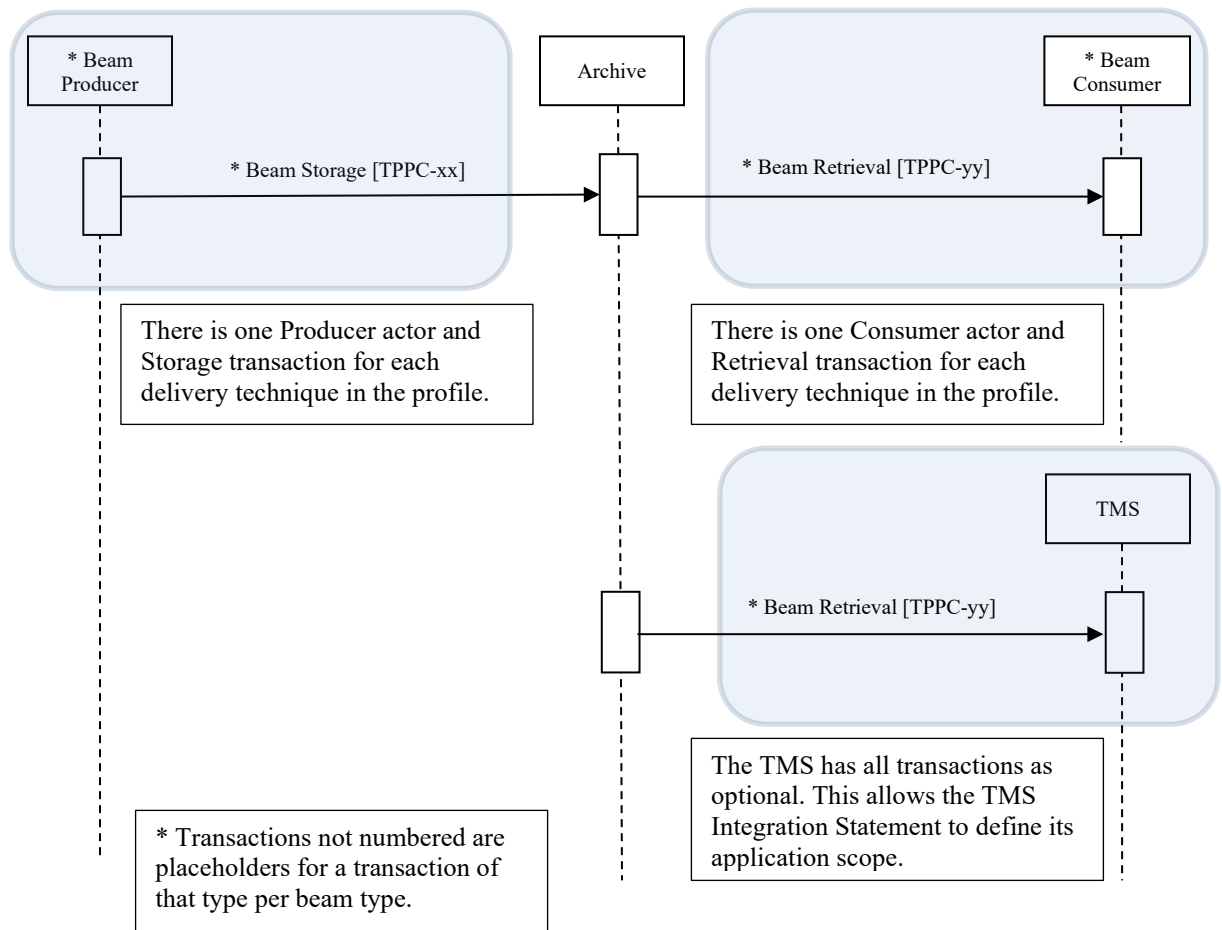 * Beam
Producer
Archive
* Beam
Consumer
* Beam Storage [TPPC-xx]
* Beam Retrieval [TPPC-yy]
There is one Producer actor and
Storage transaction for each
delivery technique in the profile.
There is one Consumer actor and
Retrieval transaction for each
delivery technique in the profile.
TMS
* Beam Retrieval [TPPC-yy]
The TMS has all transactions as
optional. This allows the TMS
Integration Statement to define its
application scope.
* Transactions not numbered are
placeholders for a transaction of
that type per beam type.